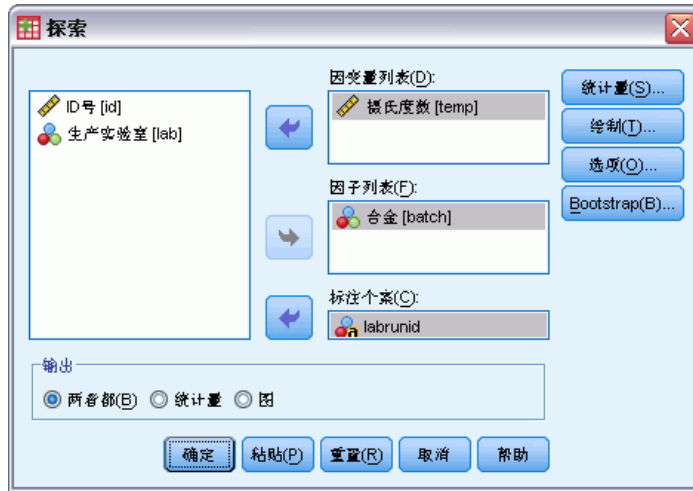 探索
ID号 [id]
生产实验室 [lab]
因变量列表(D):
摄氏度数 [temp]
因子列表(F):
合金 [batch]
标注个案(C):
labrunid
统计量(S)...
绘制(T)...
选项(O)...
Bootstrap(B)...
输出
两者都(B)
统计量
图
确定
粘贴(P)
重置(R)
取消
帮助